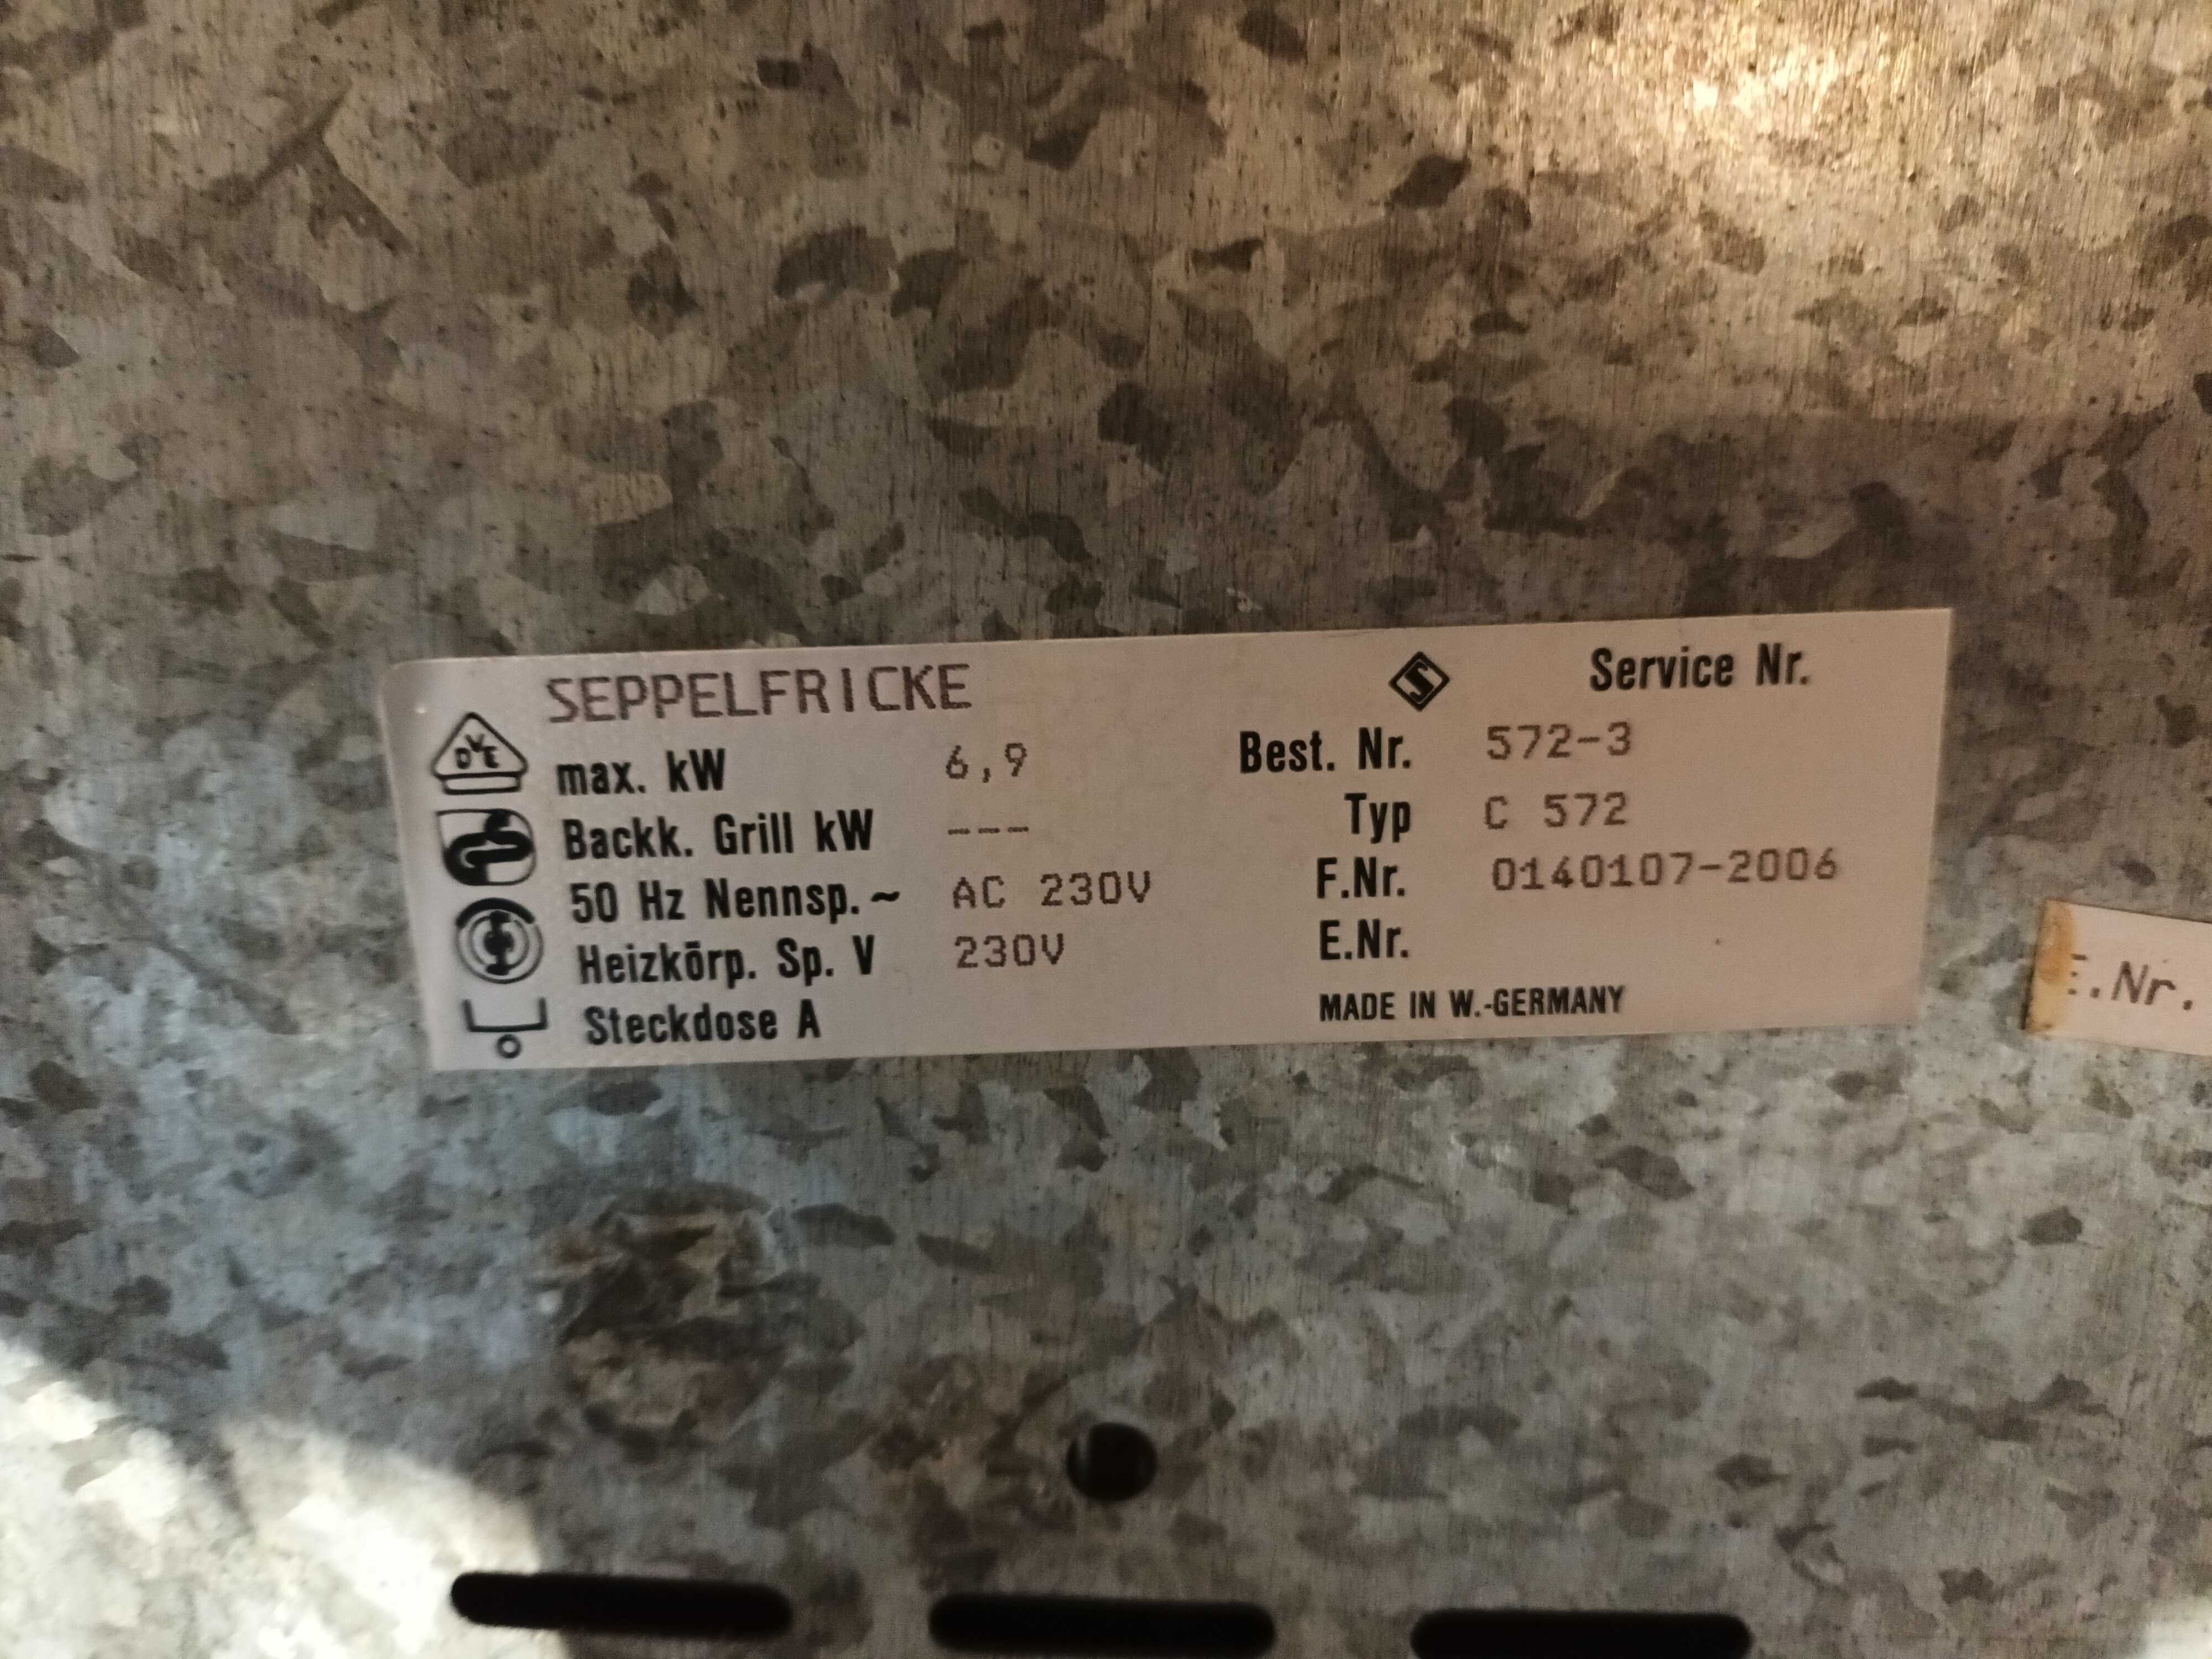 SEPPELFRICKE
max. kW 6,9
Backk. Grill kW ---
50 Hz Nennsp. ~ AC 230V
Heizkörp. Sp. V 230V
Steckdose A
Service Nr.
Best. Nr. 572-3
Typ C 572
F.Nr. 0140107-2006
E.Nr.
MADE IN W.-GERMANY
DVE
S
E.Nr.